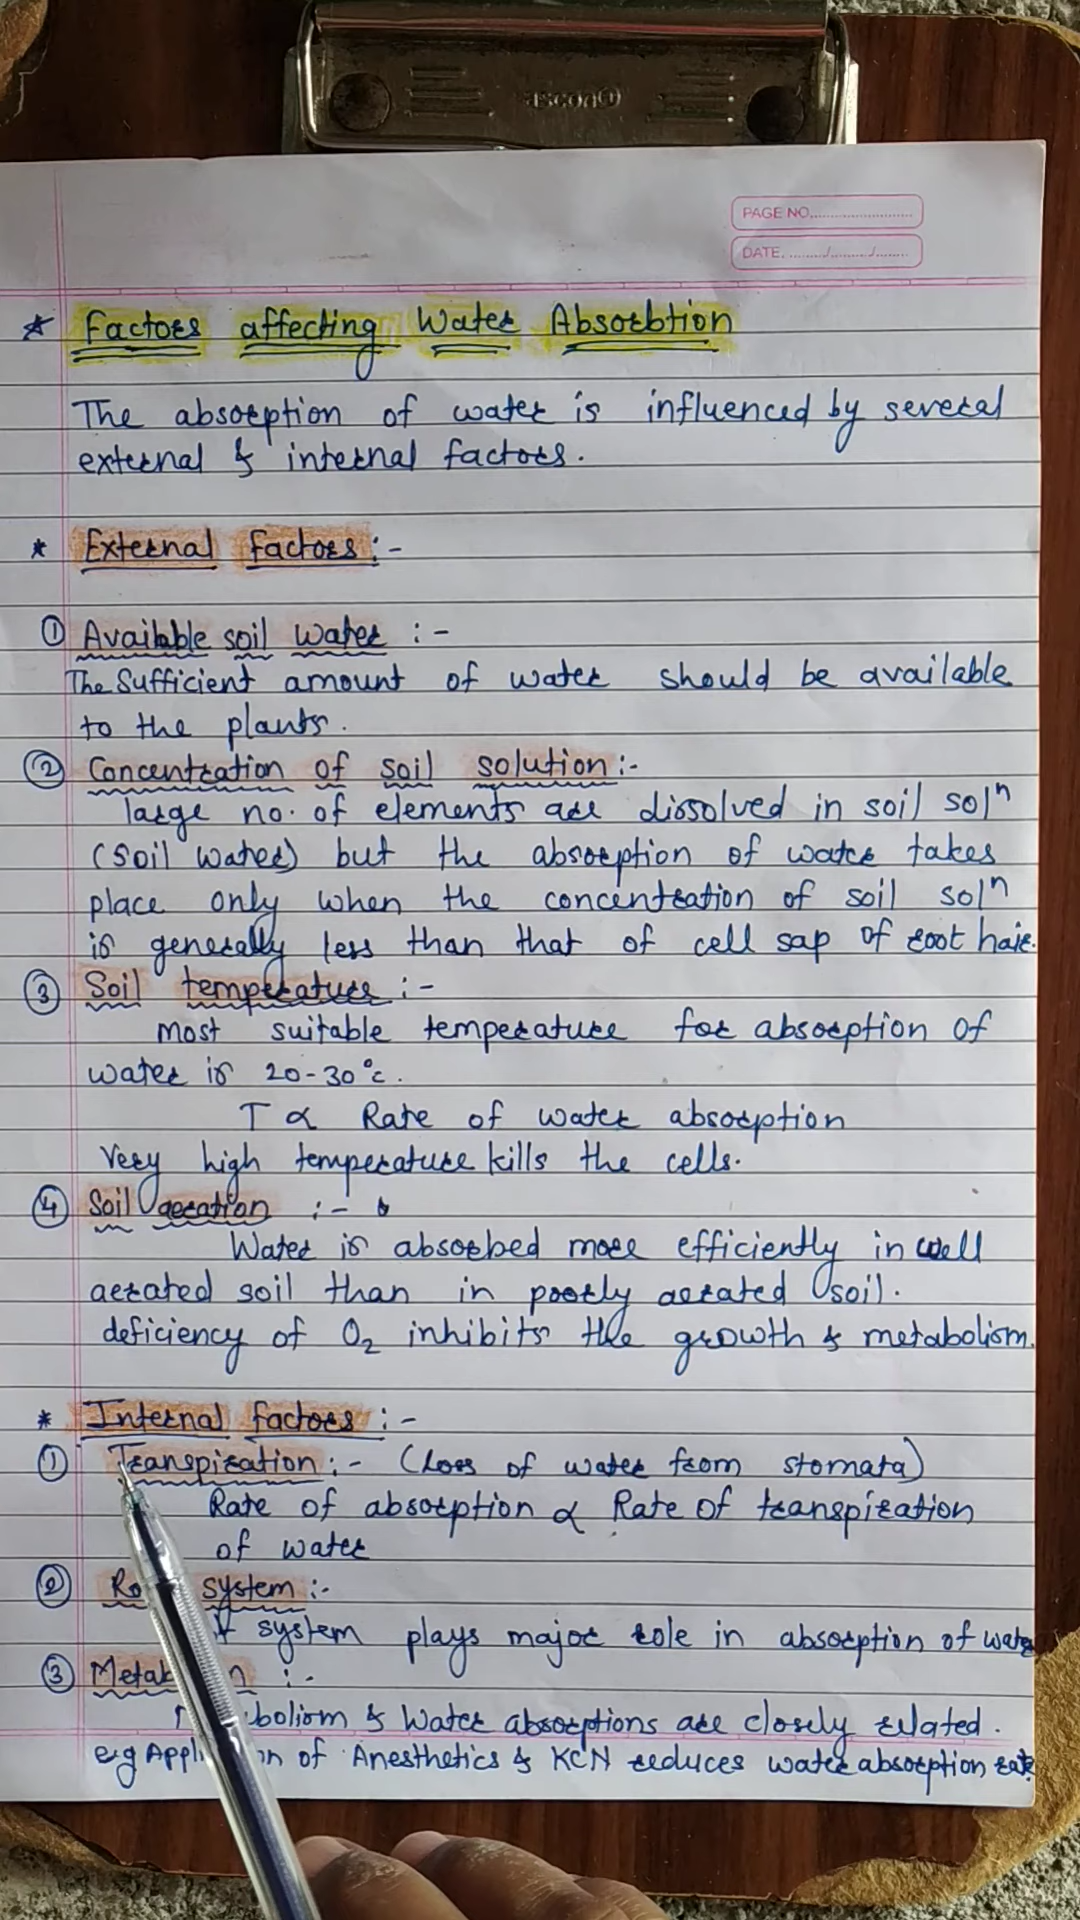 ascon
PAGE NO.
DATE.
* Factors affecting Water Absorbtion
The absorption of water is influenced by several
external & internal factors.
* External factors :-
① Available soil water :-
The Sufficient amount of water should be available
to the plants.
② Concentration of soil solution :-
large no. of elements are dissolved in soil solⁿ
(soil water) but the absorption of water takes
place only when the concentration of soil solⁿ
is generally less than that of cell sap of root hair.
③ Soil temperature :-
most suitable temperature for absorption of
water is 20-30°c.
T ∝ Rate of water absorption
Very high temperature kills the cells.
④ Soil aeration :-
Water is absorbed more efficiently in well
aerated soil than in poorly aerated soil.
deficiency of O₂ inhibits the growth & metabolism.
* Internal factors :-
① Transpiration :- (Loss of water from stomata)
Rate of absorption ∝ Rate of transpiration
of water
② system :-
system plays major role in absorption of water
③
& Water absorptions are closely related.
e.g of Anesthetics & KCN reduces water absorption rate